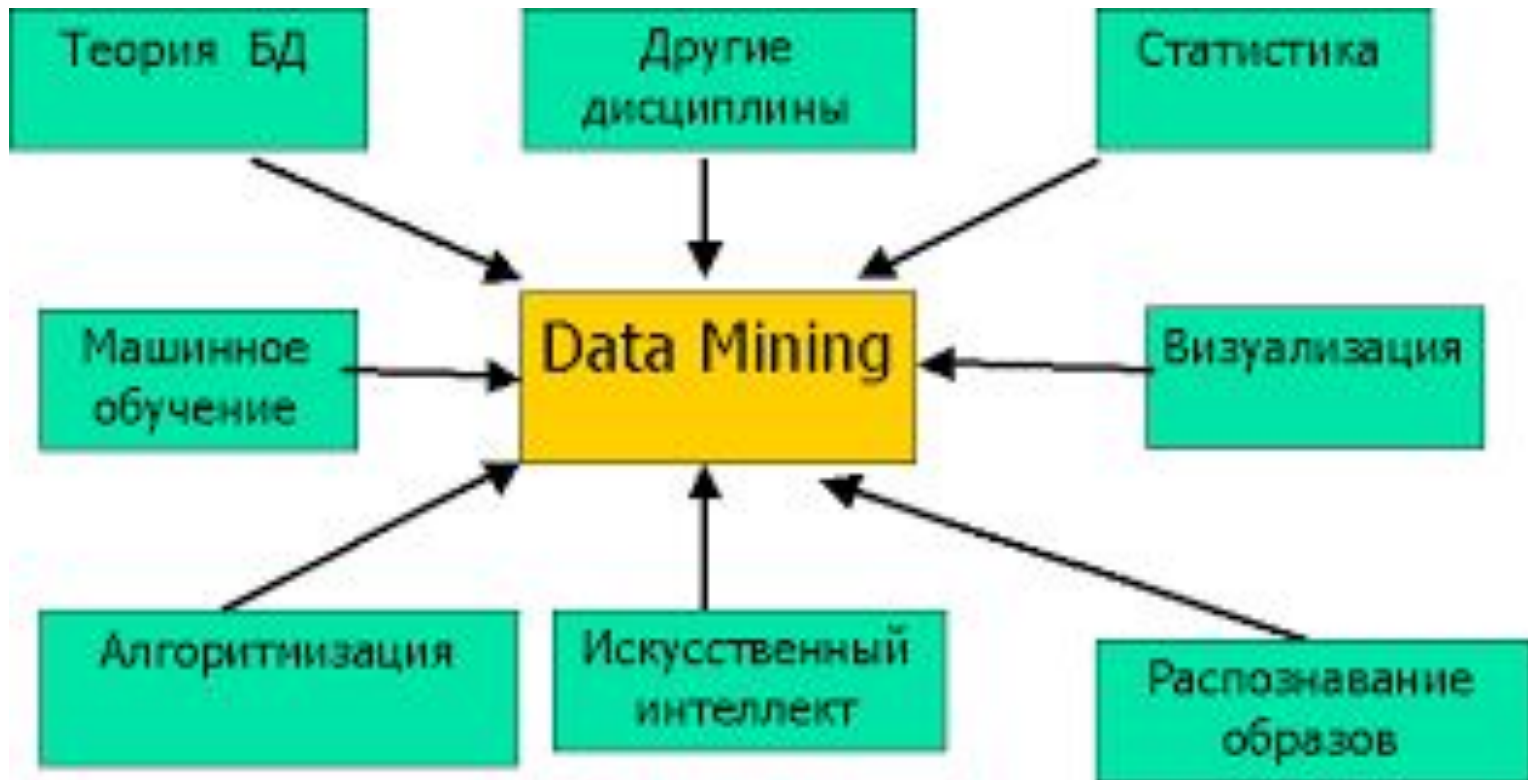 Теория БД
Другие
дисциплины
Статистика
Машинное
обучение
Data Mining
Визуализация
Алгоритмизация
Искусственный
интеллект
Распознавание
образов